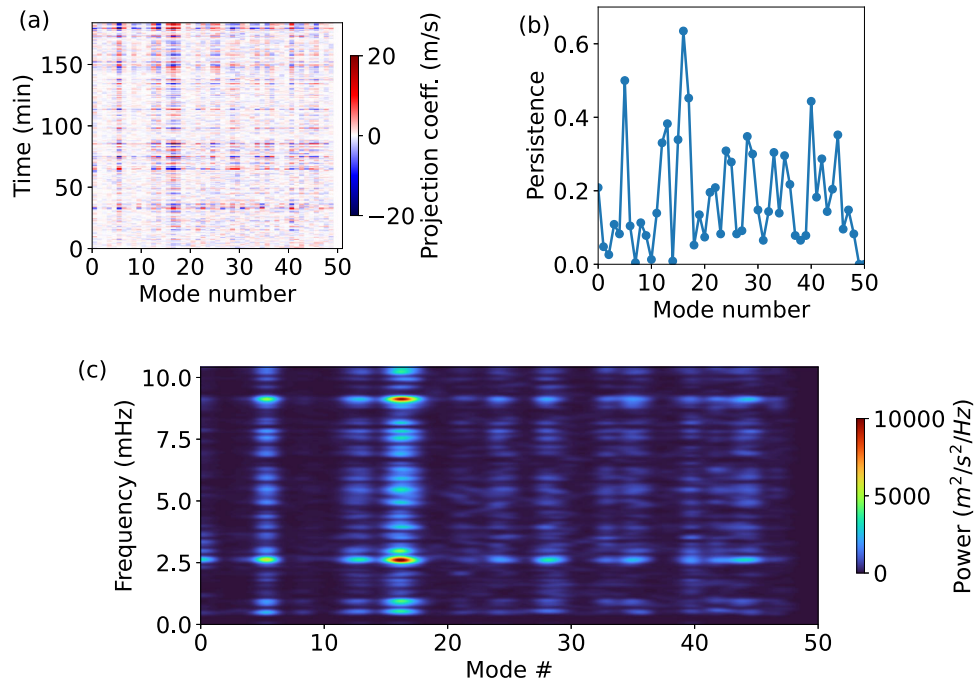 (a)
Time (min)
150
100
50
0
0 10 20 30 40 50
Mode number
20
0
−20
Projection coeff. (m/s)
(b)
Persistence
0.6
0.4
0.2
0.0
0 10 20 30 40 50
Mode number
(c)
Frequency (mHz)
10.0
7.5
5.0
2.5
0.0
0 10 20 30 40 50
Mode #
10000
5000
0
Power (m²/s²/Hz)